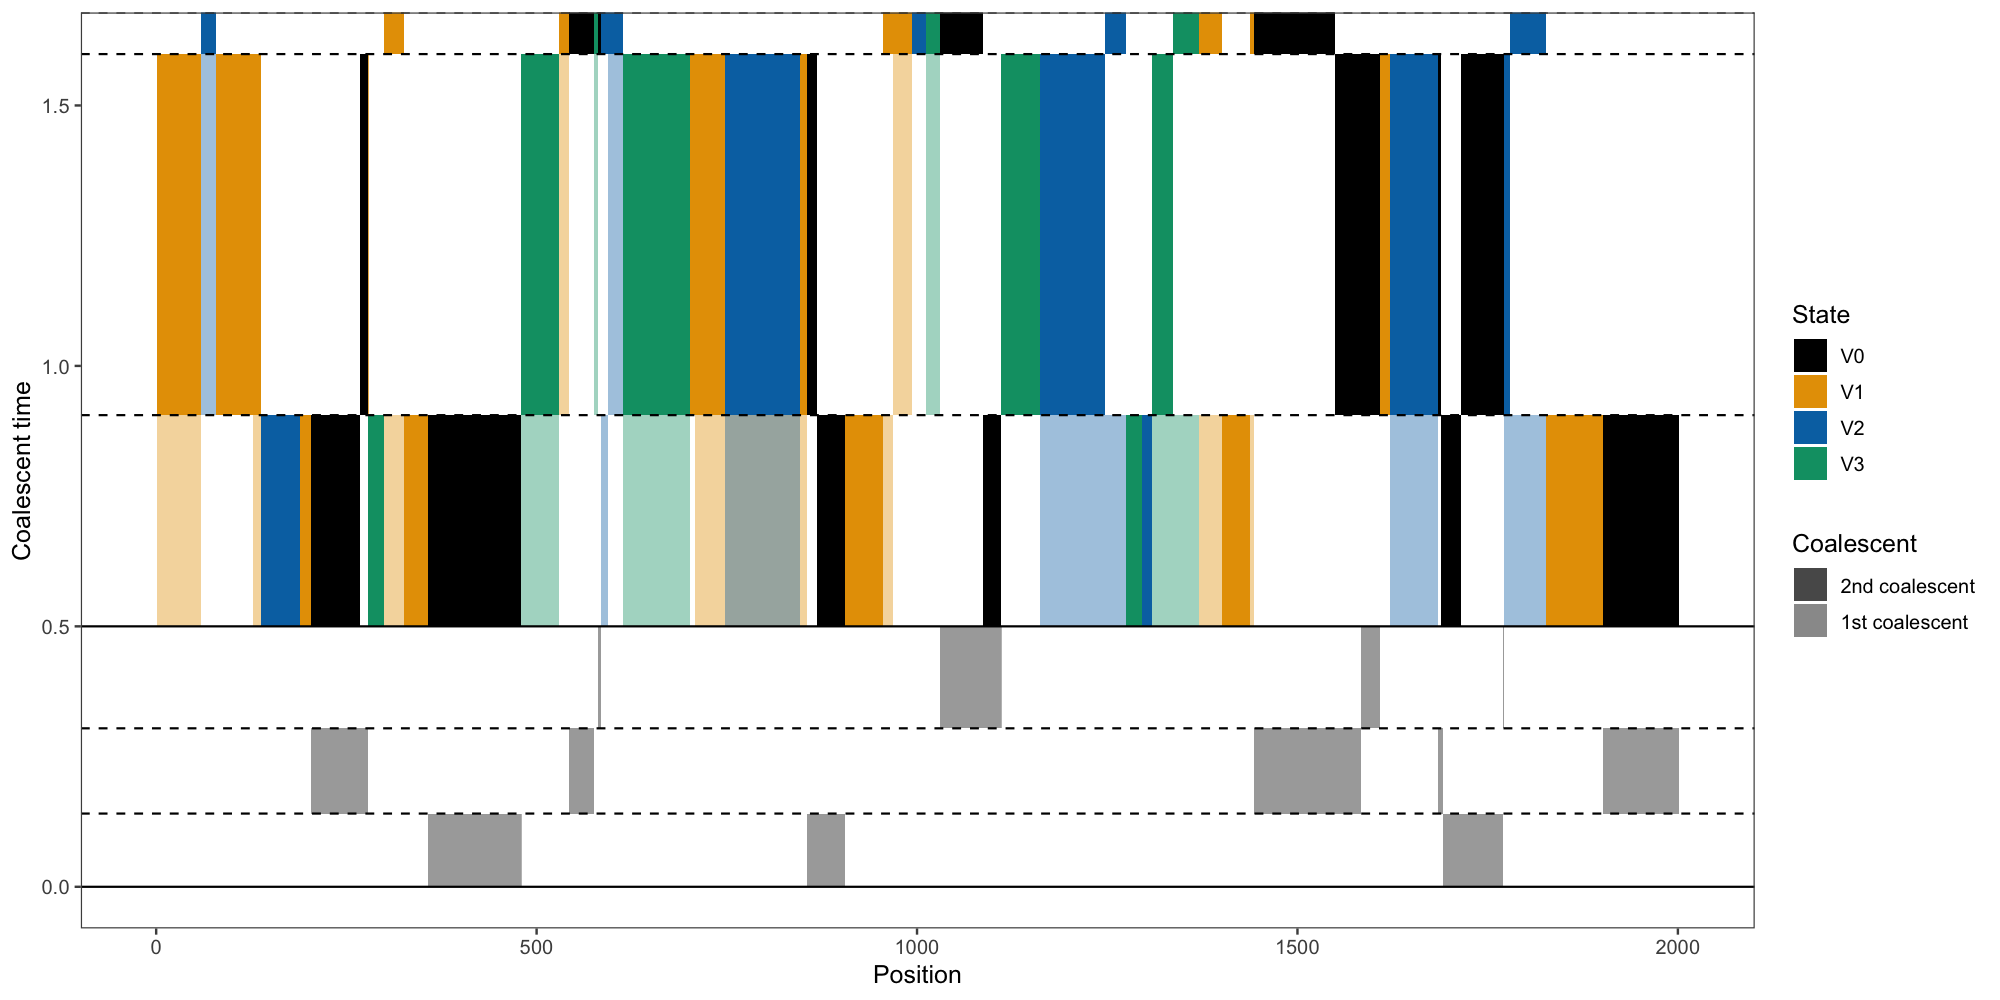 Coalescent time
1.5
1.0
0.5
0.0
0
500
1000
1500
2000
Position
State
V0
V1
V2
V3
Coalescent
2nd coalescent
1st coalescent